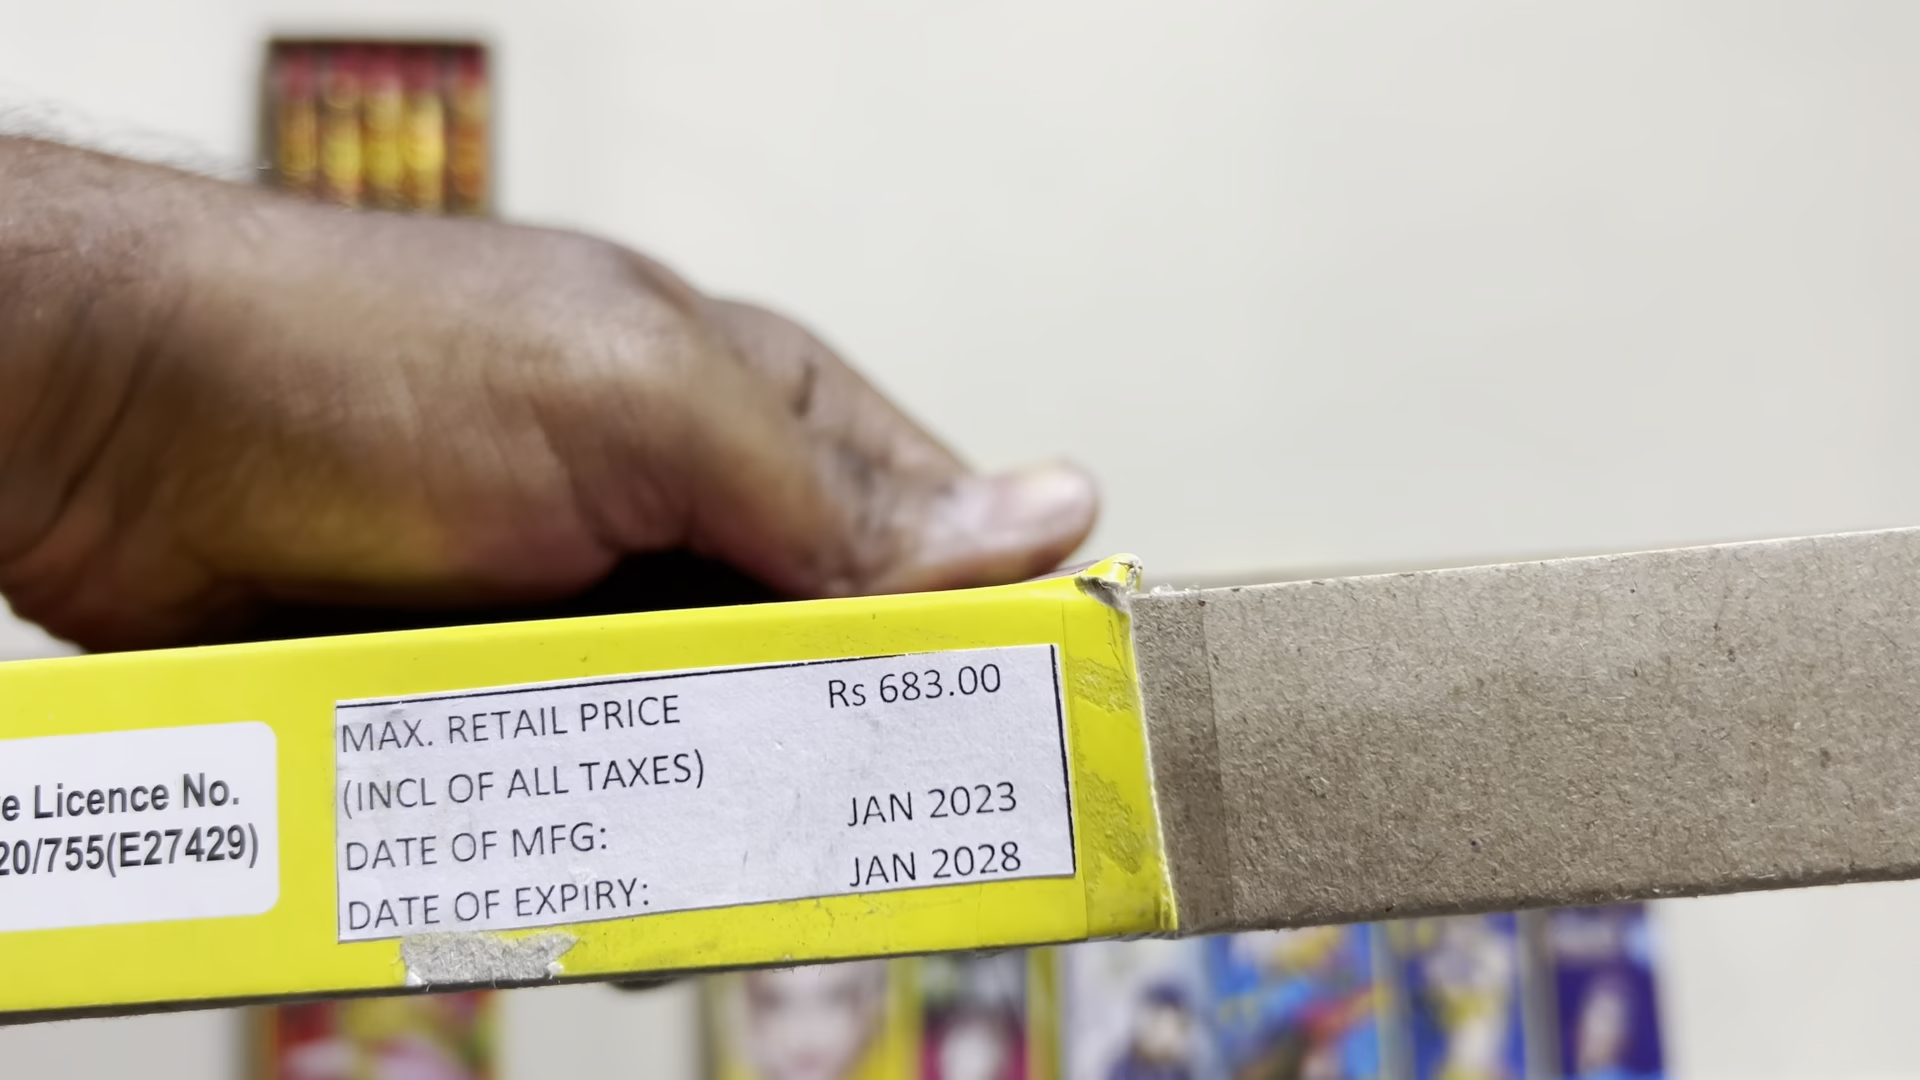 e Licence No.
20/755(E27429)
MAX. RETAIL PRICE Rs 683.00
(INCL OF ALL TAXES)
DATE OF MFG: JAN 2023
DATE OF EXPIRY: JAN 2028